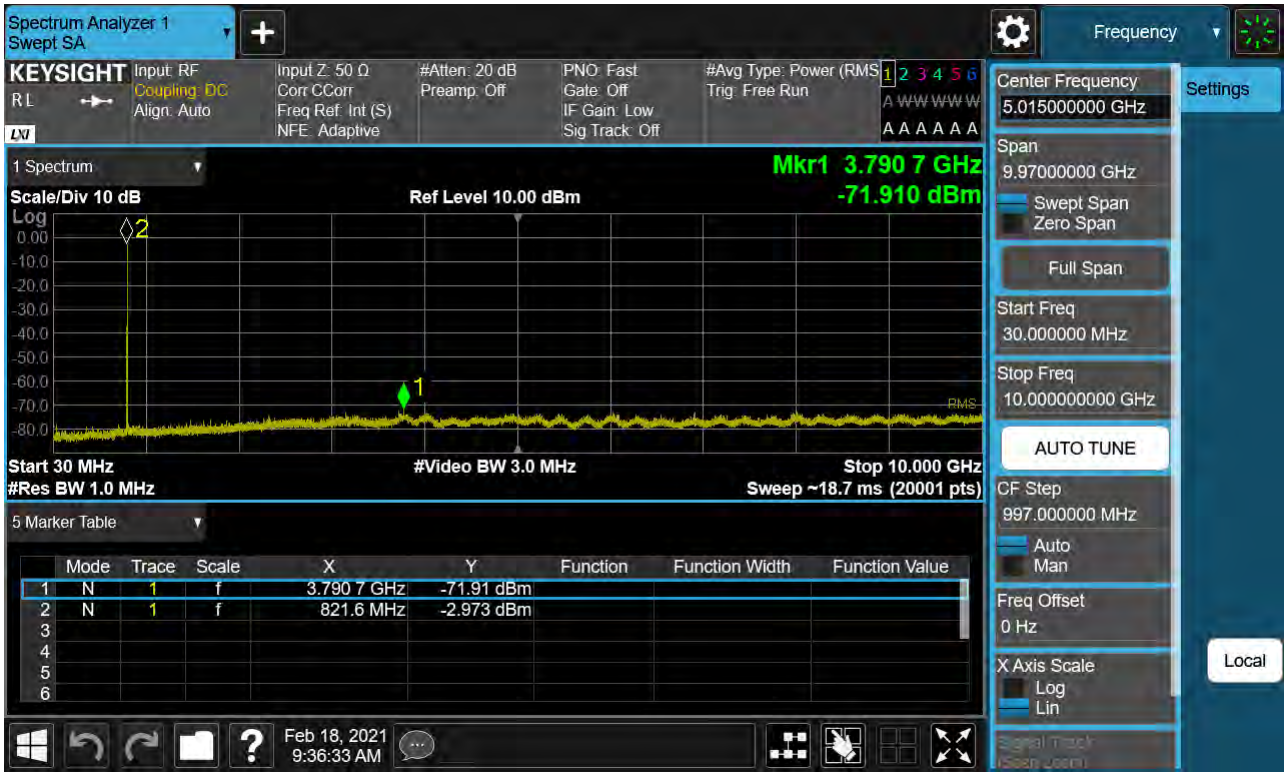 Spectrum Analyzer 1
Swept SA
Frequency
KEYSIGHT
RL
LXI
Input: RF
Coupling: DC
Align: Auto
Input Z: 50 Ω
Corr CCorr
Freq Ref: Int (S)
NFE: Adaptive
#Atten: 20 dB
Preamp: Off
PNO: Fast
Gate: Off
IF Gain: Low
Sig Track: Off
#Avg Type: Power (RMS
Trig: Free Run
1 2 3 4 5 6
A W W W W W
A A A A A A
Center Frequency
5.015000000 GHz
Settings
Span
9.97000000 GHz
Swept Span
Zero Span
Full Span
Start Freq
30.000000 MHz
Stop Freq
10.000000000 GHz
AUTO TUNE
CF Step
997.000000 MHz
Auto
Man
Freq Offset
0 Hz
X Axis Scale
Log
Lin
Signal Track
(Span Zoom)
Local
1 Spectrum
Mkr1 3.790 7 GHz
-71.910 dBm
Scale/Div 10 dB
Ref Level 10.00 dBm
Log
0.00
-10.0
-20.0
-30.0
-40.0
-50.0
-60.0
-70.0
-80.0
2
1
RMS
Start 30 MHz
#Video BW 3.0 MHz
Stop 10.000 GHz
#Res BW 1.0 MHz
Sweep ~18.7 ms (20001 pts)
5 Marker Table
Mode Trace Scale X Y Function Function Width Function Value
1 N 1 f 3.790 7 GHz -71.91 dBm
2 N 1 f 821.6 MHz -2.973 dBm
3
4
5
6
Feb 18, 2021
9:36:33 AM